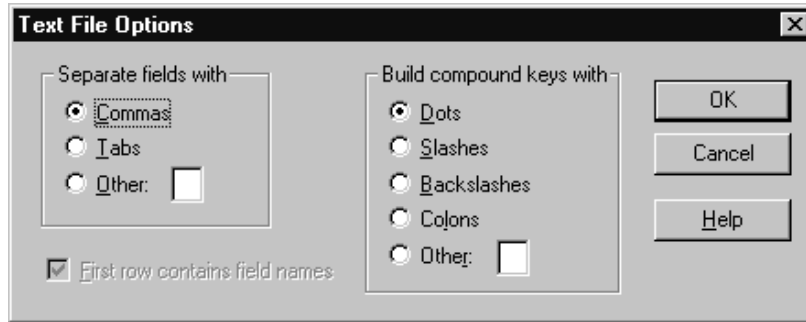 Text File Options
Separate fields with
Commas
Tabs
Other:
First row contains field names
Build compound keys with
Dots
Slashes
Backslashes
Colons
Other:
OK
Cancel
Help